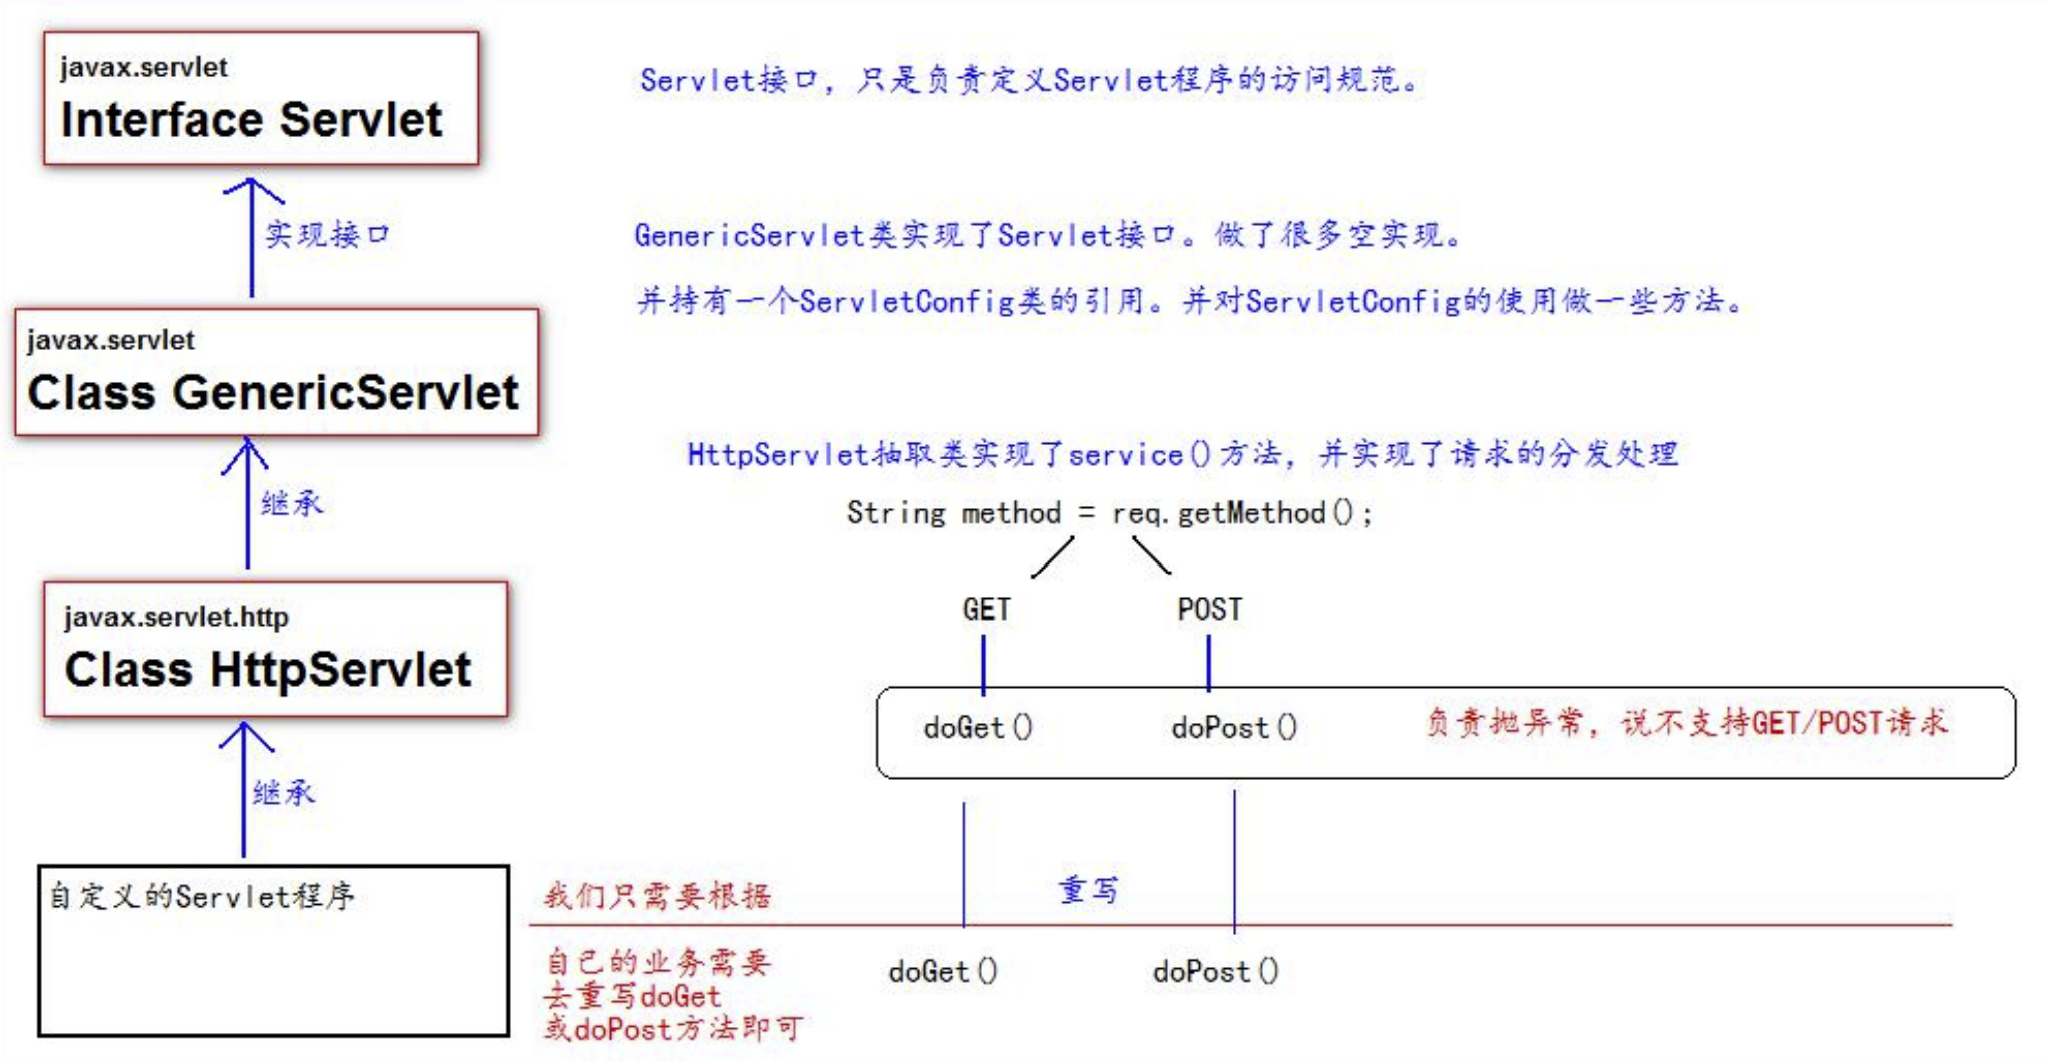 javax.servlet
Interface Servlet
Servlet接口，只是负责定义Servlet程序的访问规范。
实现接口
GenericServlet类实现了Servlet接口。做了很多空实现。
并持有一个ServletConfig类的引用。并对ServletConfig的使用做一些方法。
javax.servlet
Class GenericServlet
继承
HttpServlet抽取类实现了service()方法，并实现了请求的分发处理
String method = req.getMethod();
GET
POST
javax.servlet.http
Class HttpServlet
doGet()
doPost()
负责抛异常，说不支持GET/POST请求
继承
自定义的Servlet程序
我们只需要根据
重写
自己的业务需要
去重写doGet
或doPost方法即可
doGet()
doPost()